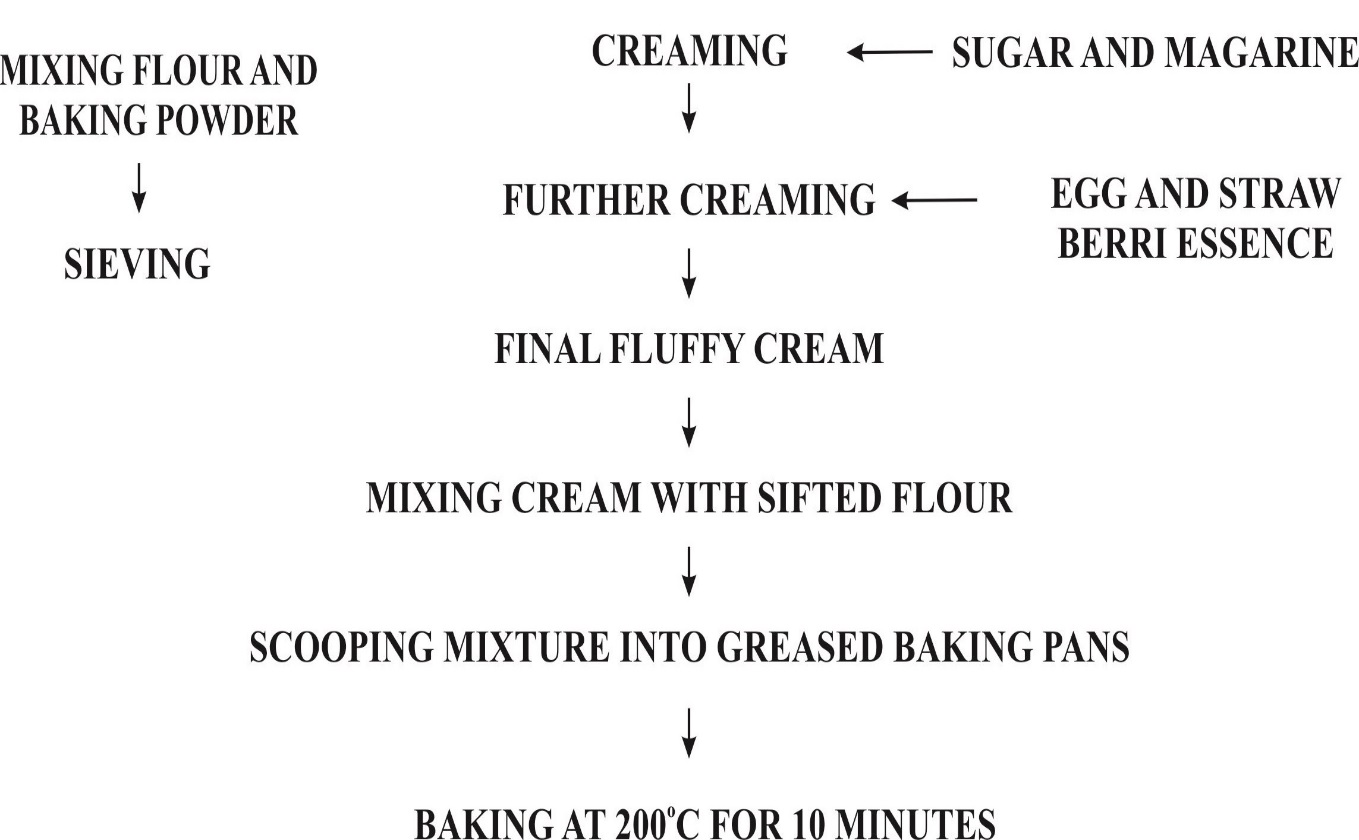 MIXING FLOUR AND
BAKING POWDER
SIEVING
CREAMING
SUGAR AND MAGARINE
FURTHER CREAMING
EGG AND STRAW
BERRI ESSENCE
FINAL FLUFFY CREAM
MIXING CREAM WITH SIFTED FLOUR
SCOOPING MIXTURE INTO GREASED BAKING PANS
BAKING AT 200°C FOR 10 MINUTES